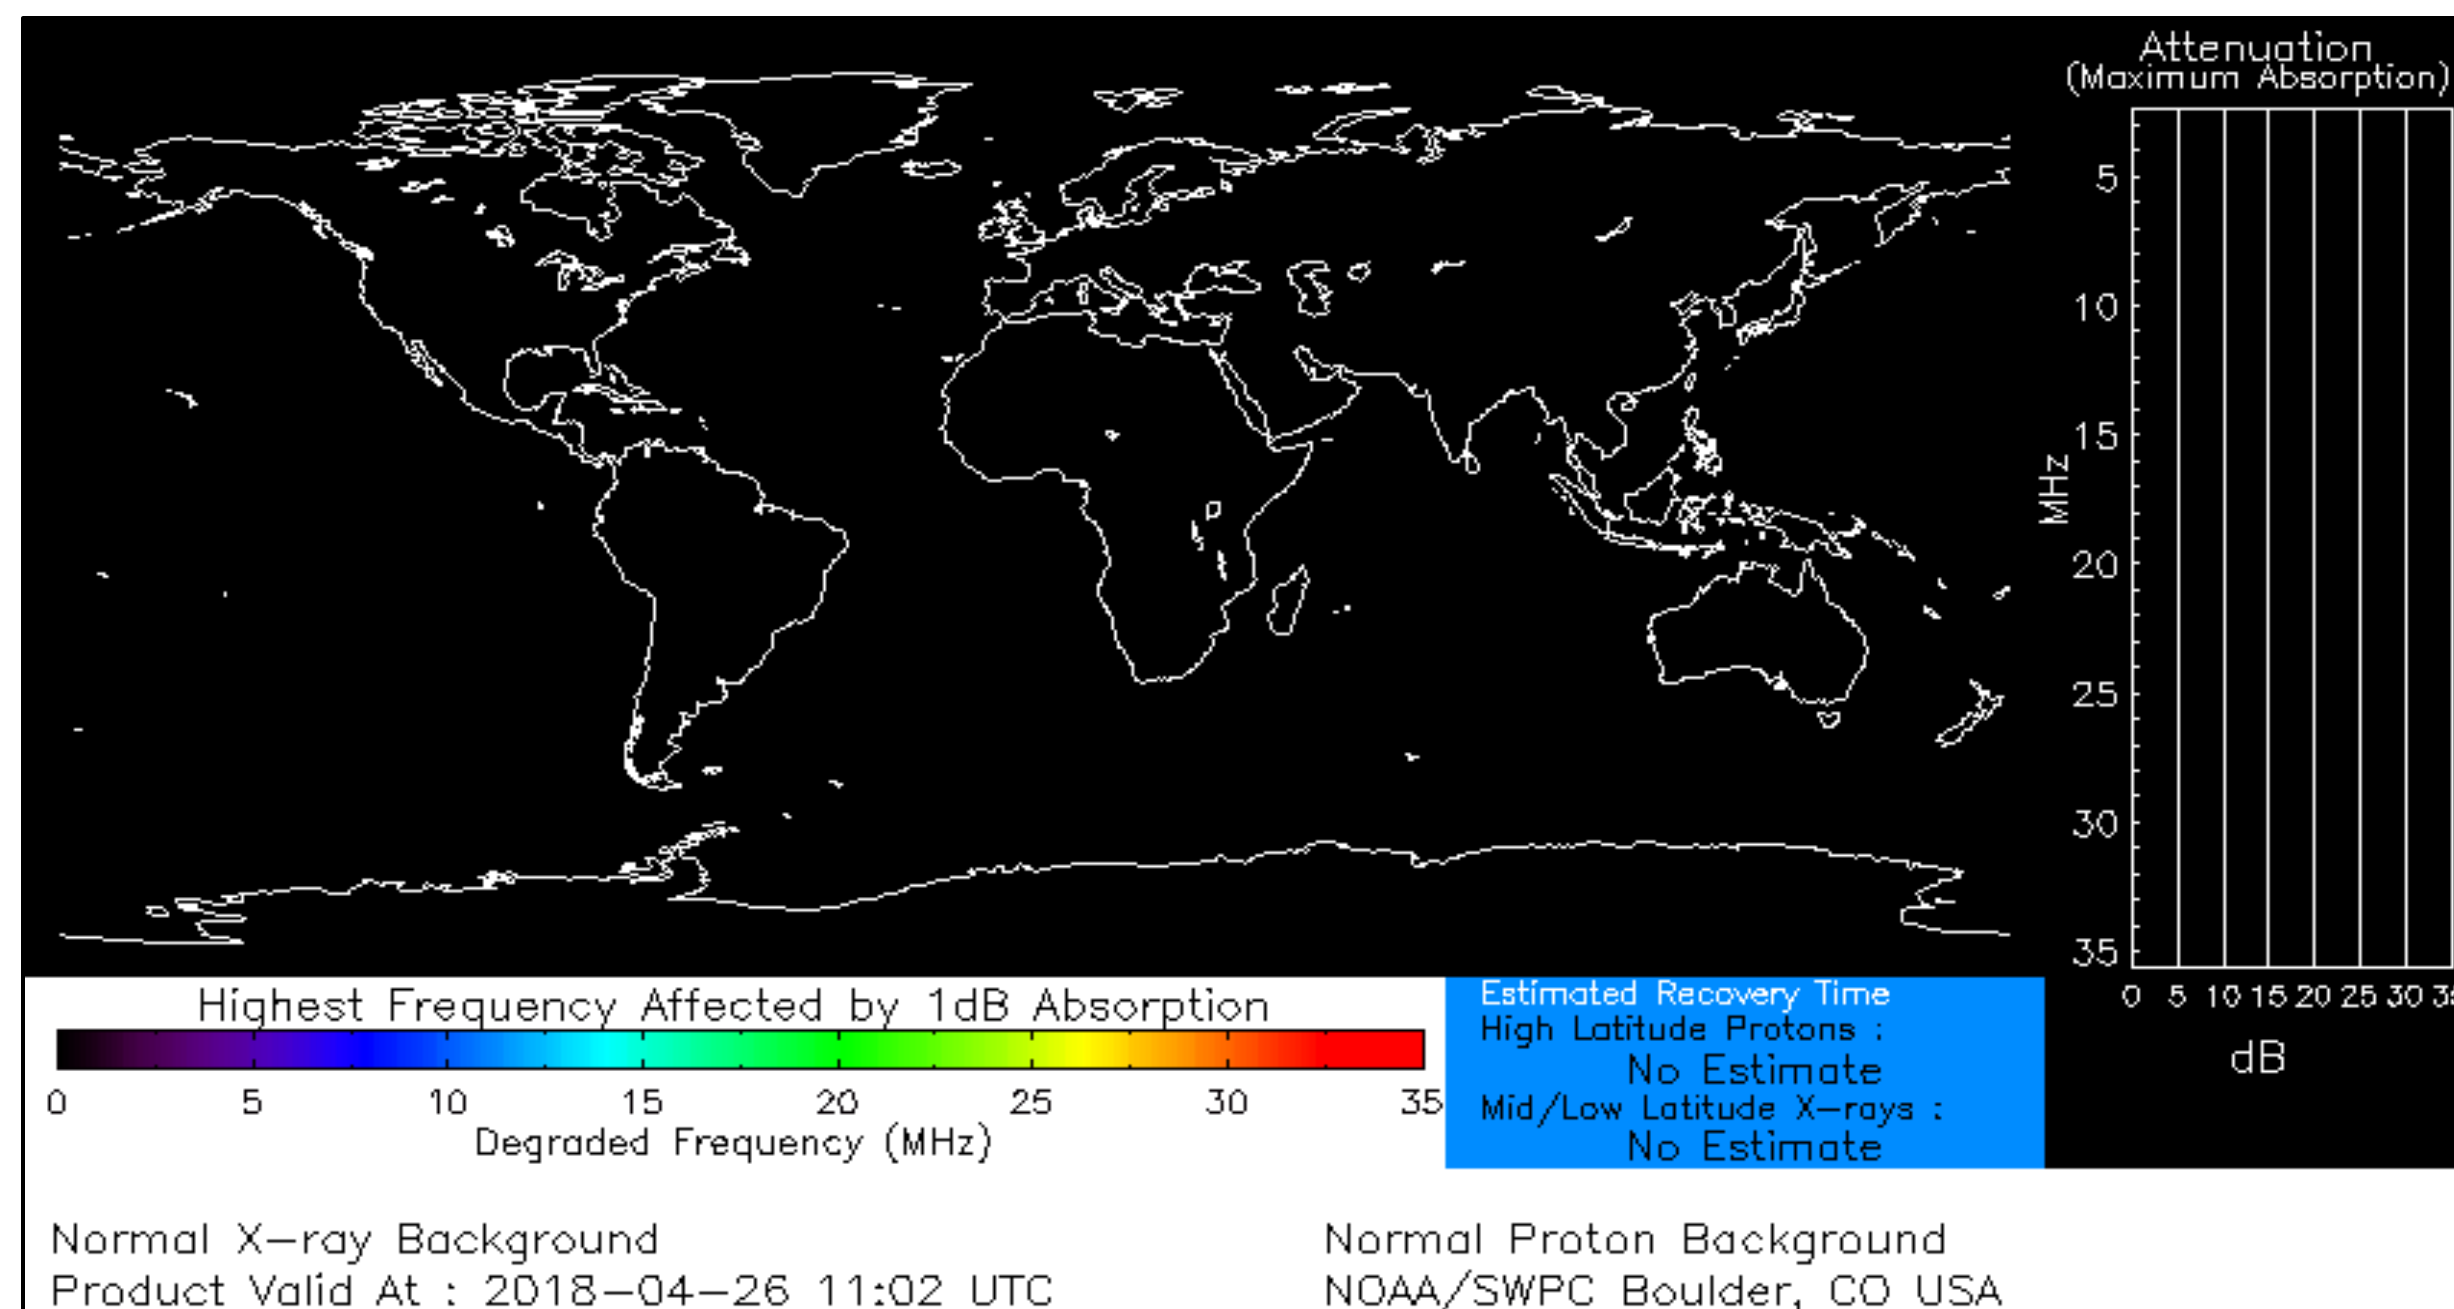 Attenuation
(Maximum Absorption)
5
10
15
20
25
30
35
MHz
0 5 10 15 20 25 30
dB
Highest Frequency Affected by 1dB Absorption
0 5 10 15 20 25 30 35
Degraded Frequency (MHz)
Estimated Recovery Time
High Latitude Protons :
No Estimate
Mid/Low Latitude X-rays :
No Estimate
Normal X-ray Background
Normal Proton Background
Product Valid At : 2018-04-26 11:02 UTC
NOAA/SWPC Boulder, CO USA